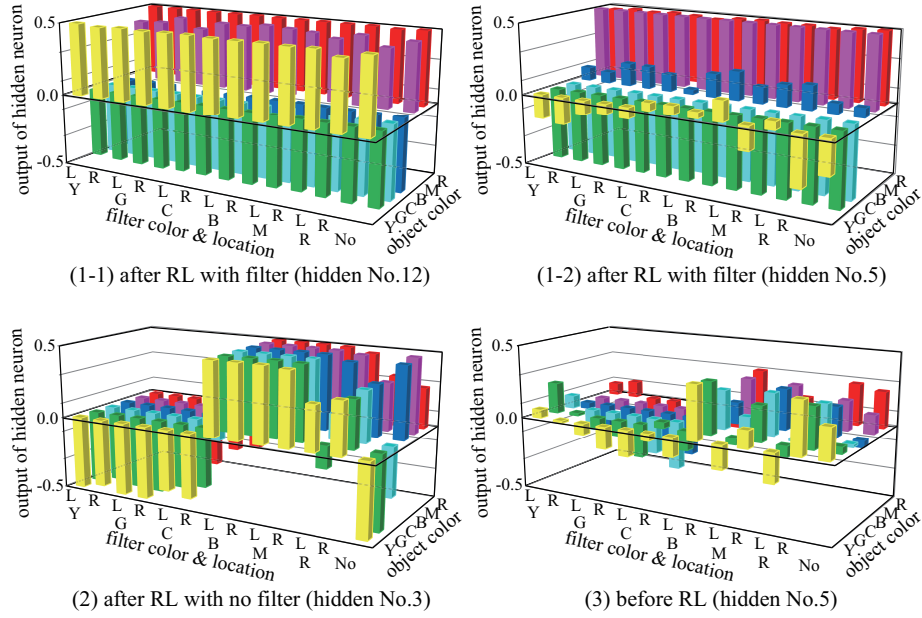 output of hidden neuron
0.5
0.0
-0.5
L R L R L R L R L R L R No
Y G C B M R
filter color & location
Y G C B M R
object color
(1-1) after RL with filter (hidden No.12)
output of hidden neuron
0.5
0.0
-0.5
L R L R L R L R L R L R No
Y G C B M R
filter color & location
Y G C B M R
object color
(1-2) after RL with filter (hidden No.5)
output of hidden neuron
0.5
0.0
-0.5
L R L R L R L R L R L R No
Y G C B M R
filter color & location
Y G C B M R
object color
(2) after RL with no filter (hidden No.3)
output of hidden neuron
0.5
0.0
-0.5
L R L R L R L R L R L R No
Y G C B M R
filter color & location
Y G C B M R
object color
(3) before RL (hidden No.5)